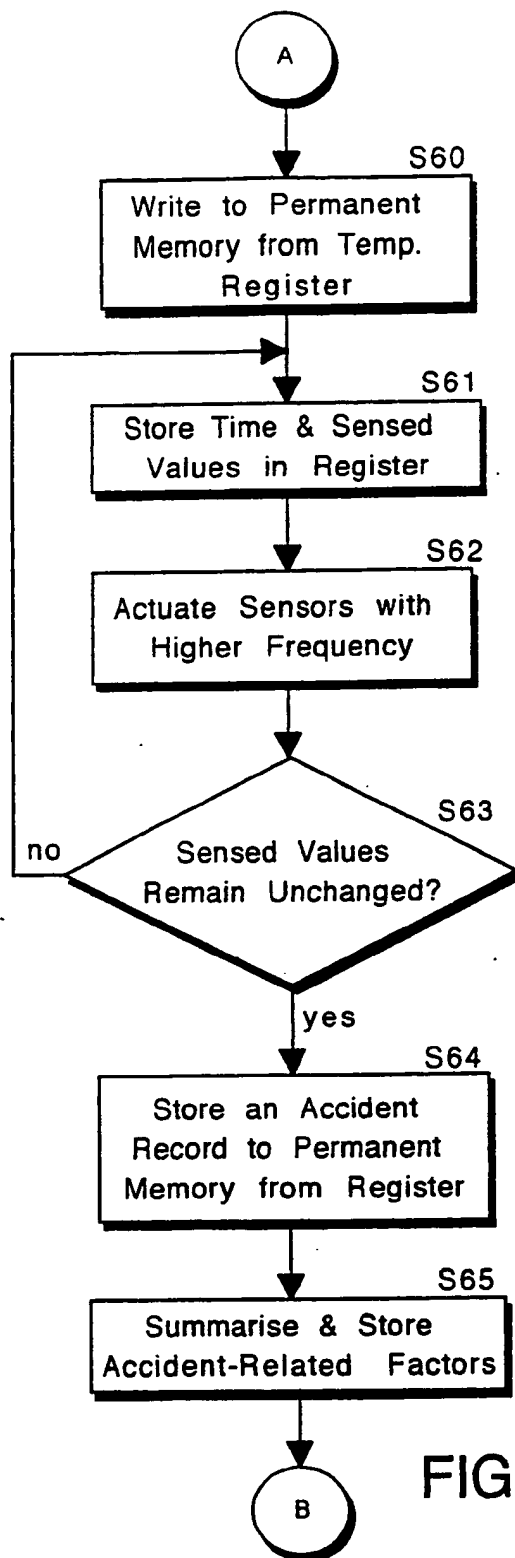 A
S60
Write to Permanent
Memory from Temp.
Register
S61
Store Time & Sensed
Values in Register
S62
Actuate Sensors with
Higher Frequency
S63
no
Sensed Values
Remain Unchanged?
yes
S64
Store an Accident
Record to Permanent
Memory from Register
S65
Summarise & Store
Accident-Related Factors
B
FIG